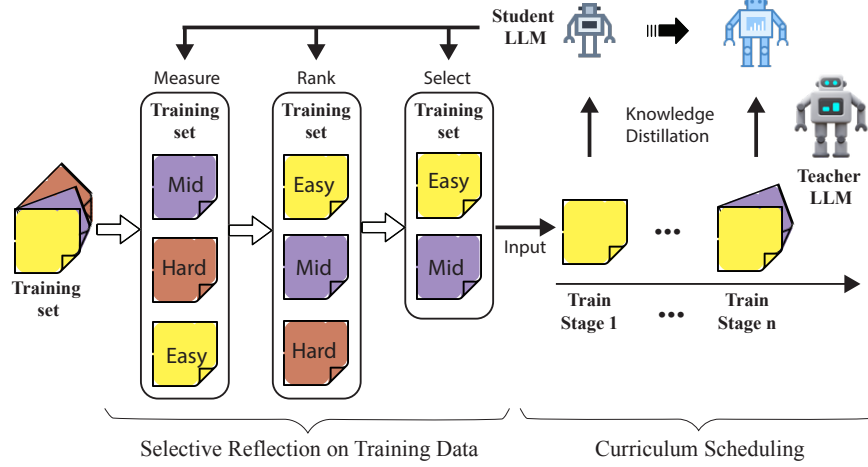 Student
LLM
Measure
Rank
Select
Training
set
Training
set
Training
set
Mid
Hard
Easy
Easy
Mid
Hard
Easy
Mid
Training
set
Input
Knowledge
Distillation
Teacher
LLM
...
Train
Stage 1
...
Train
Stage n
Selective Reflection on Training Data
Curriculum Scheduling